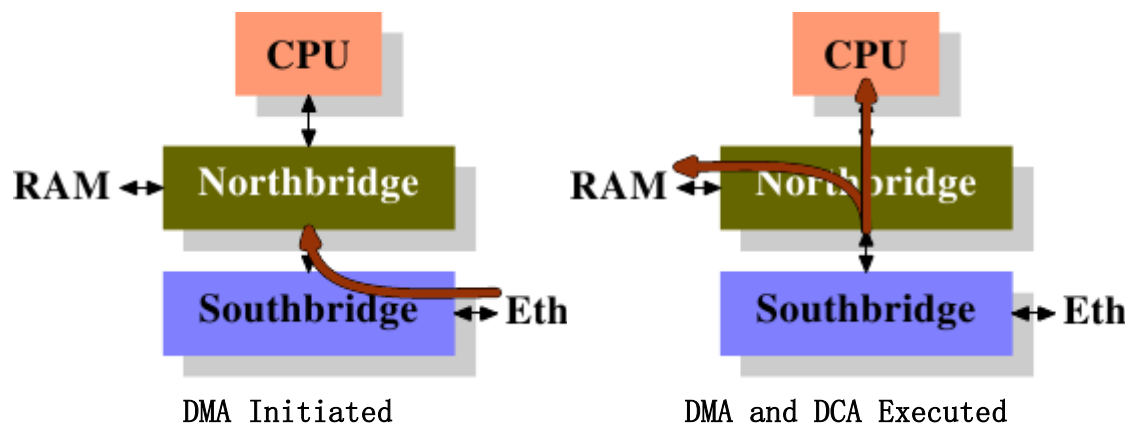 CPU
RAM
Northbridge
Southbridge
Eth
DMA Initiated
CPU
RAM
Northbridge
Southbridge
Eth
DMA and DCA Executed